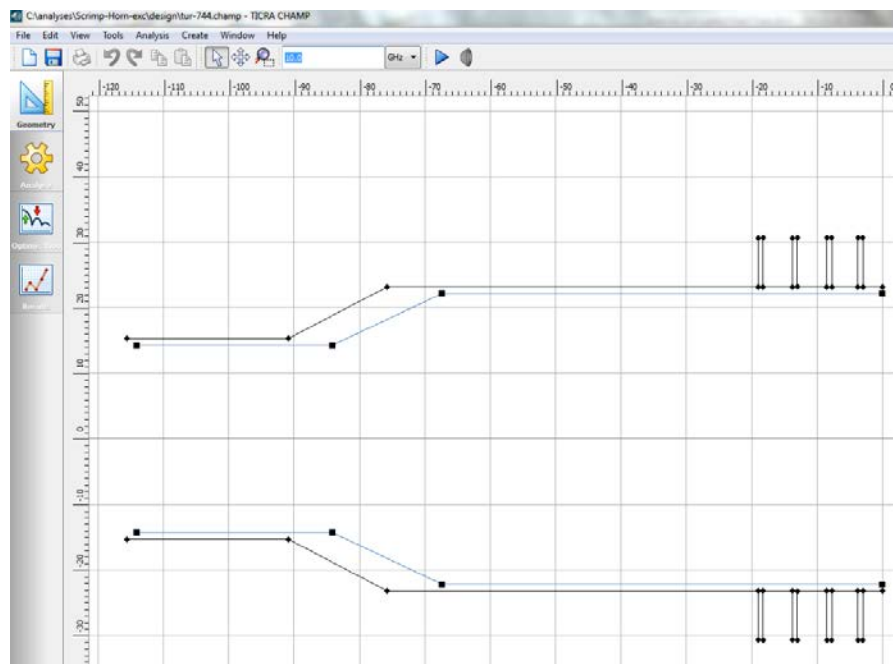 C:\analyses\Scrimp-Horn-exc\design\tur-744.champ - TICRA CHAMP
File Edit View Tools Analysis Create Window Help
GHz
-120 -110 -100 -90 -80 -70 -60 -50 -40 -30 -20 -10 0
50
Geometry
40
30
20
10
0
-10
-20
-30